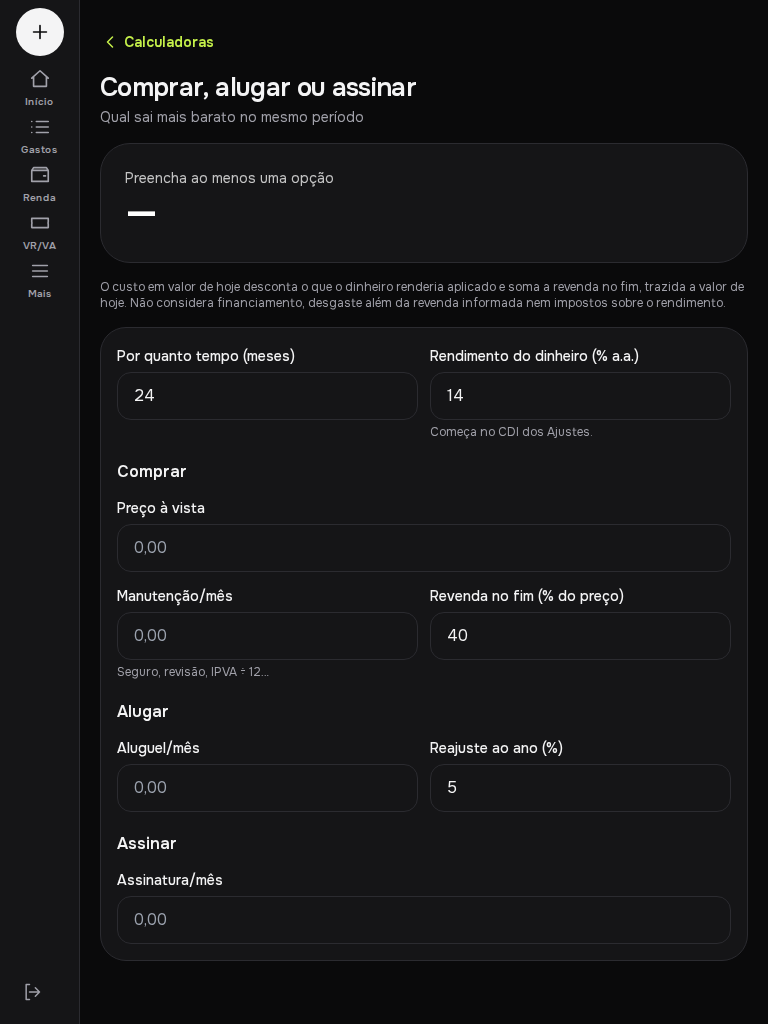 Início
Gastos
Renda
VR/VA
Mais
Calculadoras
Comprar, alugar ou assinar
Qual sai mais barato no mesmo período
Preencha ao menos uma opção
—
O custo em valor de hoje desconta o que o dinheiro renderia aplicado e soma a revenda no fim, trazida a valor de
hoje. Não considera financiamento, desgaste além da revenda informada nem impostos sobre o rendimento.
Por quanto tempo (meses)
Rendimento do dinheiro (% a.a.)
24
14
Começa no CDI dos Ajustes.
Comprar
Preço à vista
0,00
Manutenção/mês
Revenda no fim (% do preço)
0,00
40
Seguro, revisão, IPVA ÷ 12…
Alugar
Aluguel/mês
Reajuste ao ano (%)
0,00
5
Assinar
Assinatura/mês
0,00